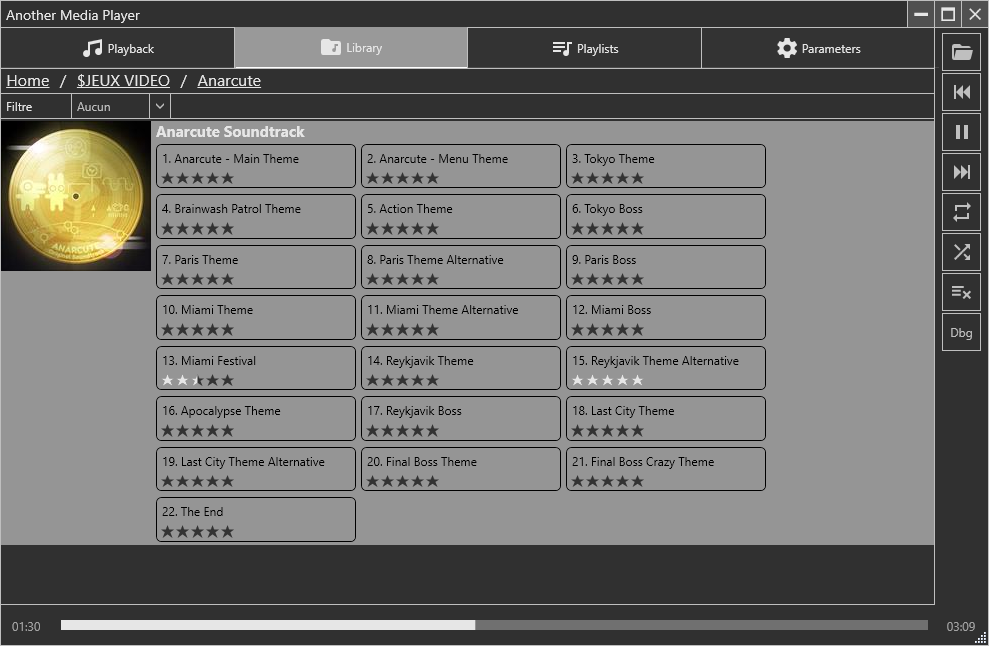 Another Media Player
Playback Library Playlists Parameters
Home / $JEUX VIDEO / Anarcute
Filtre Aucun
Anarcute Soundtrack
1. Anarcute - Main Theme 2. Anarcute - Menu Theme 3. Tokyo Theme
4. Brainwash Patrol Theme 5. Action Theme 6. Tokyo Boss
7. Paris Theme 8. Paris Theme Alternative 9. Paris Boss
10. Miami Theme 11. Miami Theme Alternative 12. Miami Boss
13. Miami Festival 14. Reykjavik Theme 15. Reykjavik Theme Alternative
16. Apocalypse Theme 17. Reykjavik Boss 18. Last City Theme
19. Last City Theme Alternative 20. Final Boss Theme 21. Final Boss Crazy Theme
22. The End
ANARCUTE
Original Soundtrack
Dbg
01:30 03:09